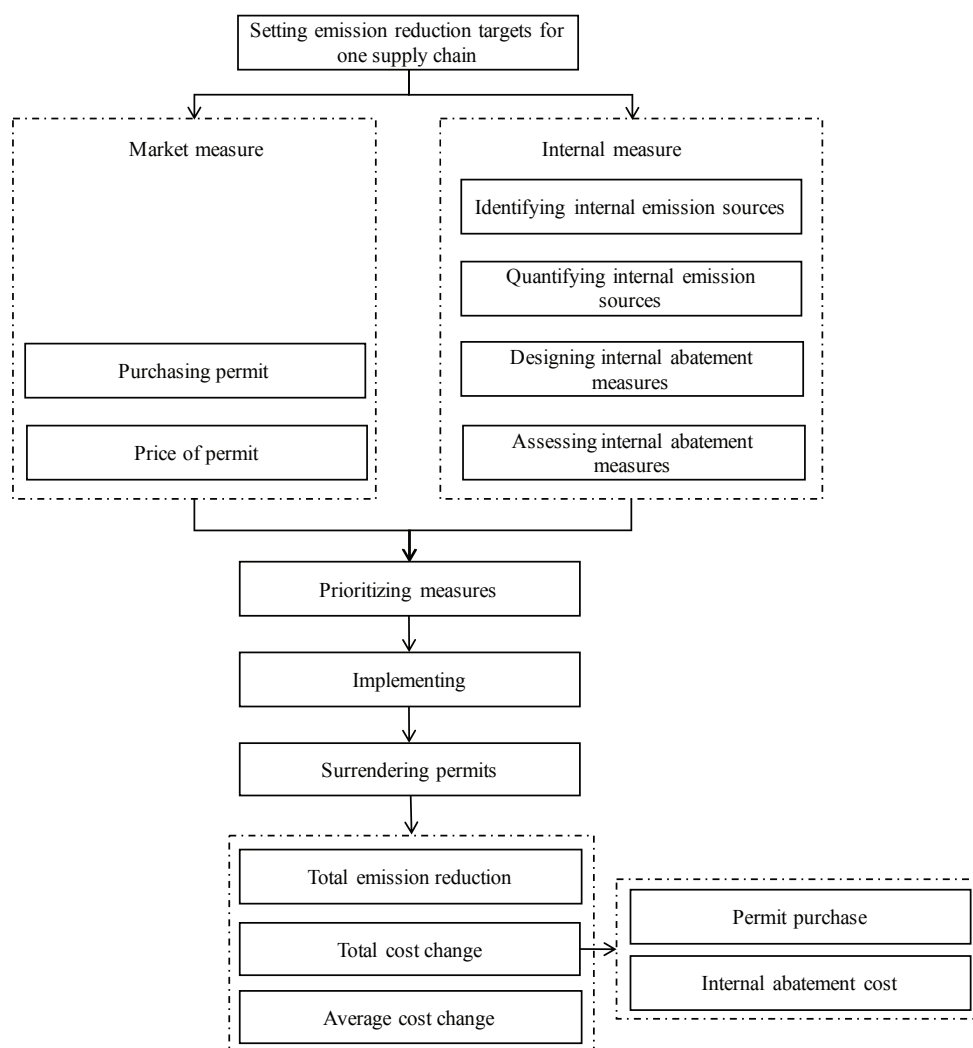 Setting emission reduction targets for
one supply chain
Market measure
Purchasing permit
Price of permit
Internal measure
Identifying internal emission sources
Quantifying internal emission
sources
Designing internal abatement
measures
Assessing internal abatement
measures
Prioritizing measures
Implementing
Surrendering permits
Total emission reduction
Total cost change
Average cost change
Permit purchase
Internal abatement cost